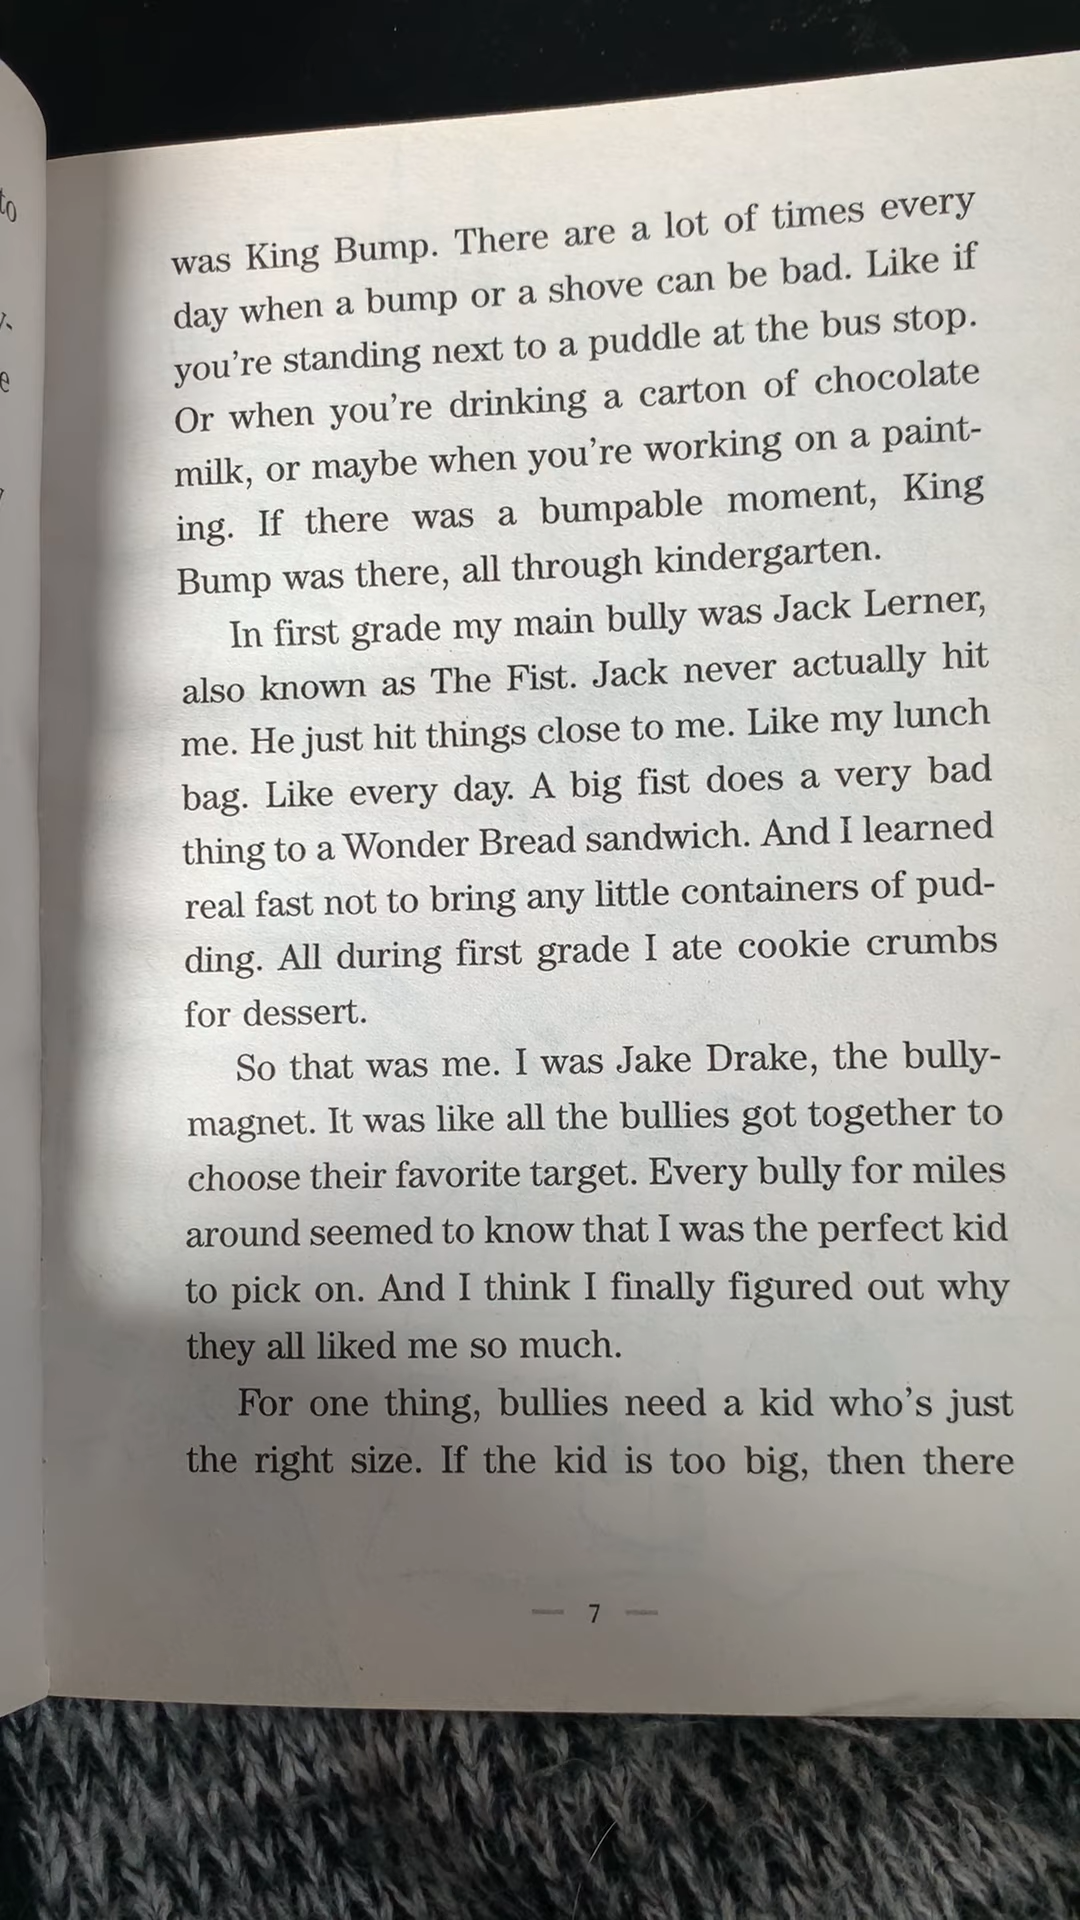 to
was King Bump. There are a lot of times every
day when a bump or a shove can be bad. Like if
you're standing next to a puddle at the bus stop.
Or when you're drinking a carton of chocolate
milk, or maybe when you're working on a paint-
ing. If there was a bumpable moment, King
Bump was there, all through kindergarten.
In first grade my main bully was Jack Lerner,
also known as The Fist. Jack never actually hit
me. He just hit things close to me. Like my lunch
bag. Like every day. A big fist does a very bad
thing to a Wonder Bread sandwich. And I learned
real fast not to bring any little containers of pud-
ding. All during first grade I ate cookie crumbs
for dessert.
So that was me. I was Jake Drake, the bully-
magnet. It was like all the bullies got together to
choose their favorite target. Every bully for miles
around seemed to know that I was the perfect kid
to pick on. And I think I finally figured out why
they all liked me so much.
For one thing, bullies need a kid who's just
the right size. If the kid is too big, then there
— 7 —